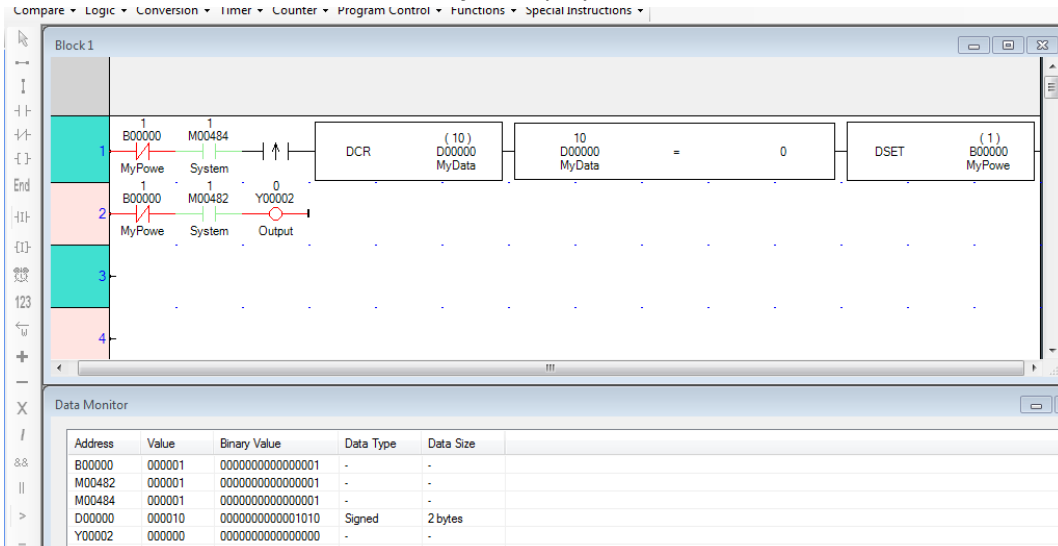 Compare Logic Conversion Timer Counter Program Control Functions Special Instructions
Block 1
End
123
W
X
I
&&
||
>
1
1 1
B00000 M00484
MyPowe System
DCR ( 10 ) D00000 MyData
10 D00000 MyData = 0
DSET ( 1 ) B00000 MyPowe
2
1 1 0
B00000 M00482 Y00002
MyPowe System Output
3
4
Data Monitor
Address Value Binary Value Data Type Data Size
B00000 000001 0000000000000001 - -
M00482 000001 0000000000000001 - -
M00484 000001 0000000000000001 - -
D00000 000010 0000000000001010 Signed 2 bytes
Y00002 000000 0000000000000000 - -